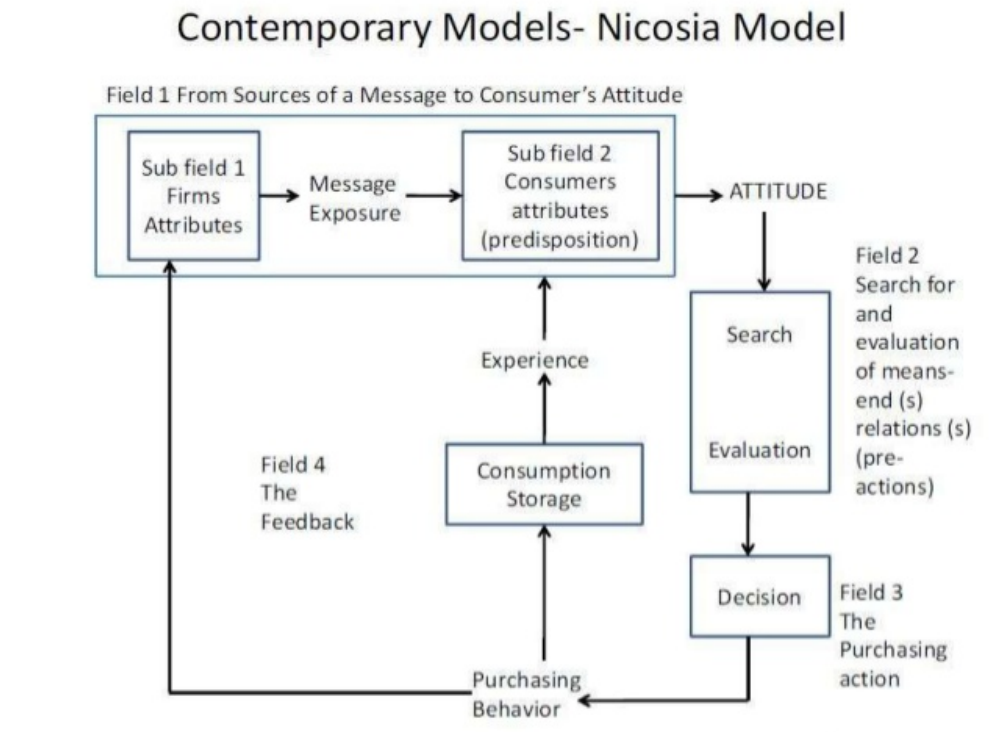 Contemporary Models- Nicosia Model
Field 1 From Sources of a Message to Consumer's Attitude
Sub field 1
Firms
Attributes
Message
Exposure
Sub field 2
Consumers
attributes
(predisposition)
ATTITUDE
Field 2
Search for
and
evaluation
of means-
end (s)
relations (s)
(pre-
actions)
Search
Evaluation
Experience
Field 4
The
Feedback
Consumption
Storage
Decision
Field 3
The
Purchasing
action
Purchasing
Behavior